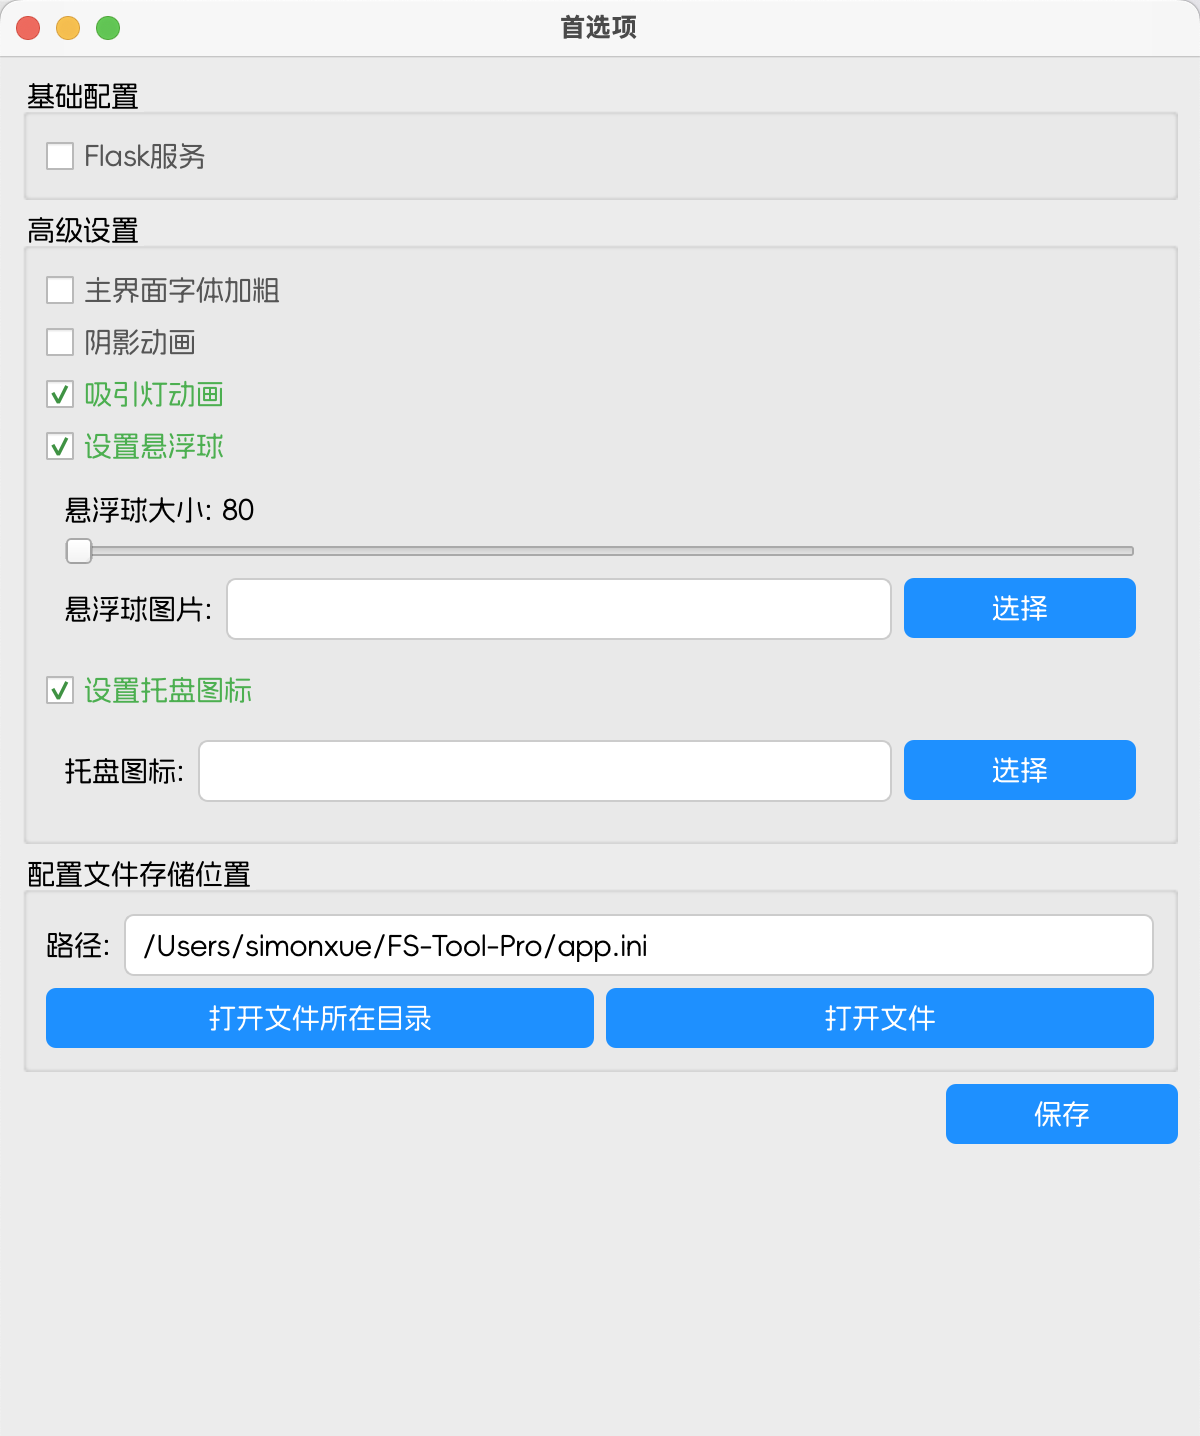 首选项
基础配置
Flask服务
高级设置
主界面字体加粗
阴影动画
吸引灯动画
设置悬浮球
悬浮球大小: 80
悬浮球图片:
选择
设置托盘图标
托盘图标:
选择
配置文件存储位置
路径: /Users/simonxue/FS-Tool-Pro/app.ini
打开文件所在目录
打开文件
保存